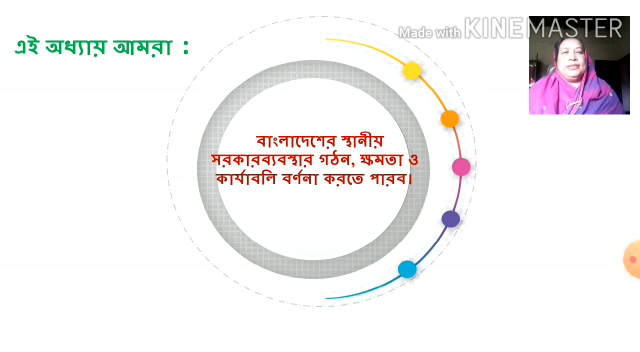 Made with KINEMASTER
এই অধ্যায় আমরা :
বাংলাদেশের স্থানীয়
সরকারব্যবস্থার গঠন, ক্ষমতা ও
কার্যাবলি বর্ণনা করতে পারব।